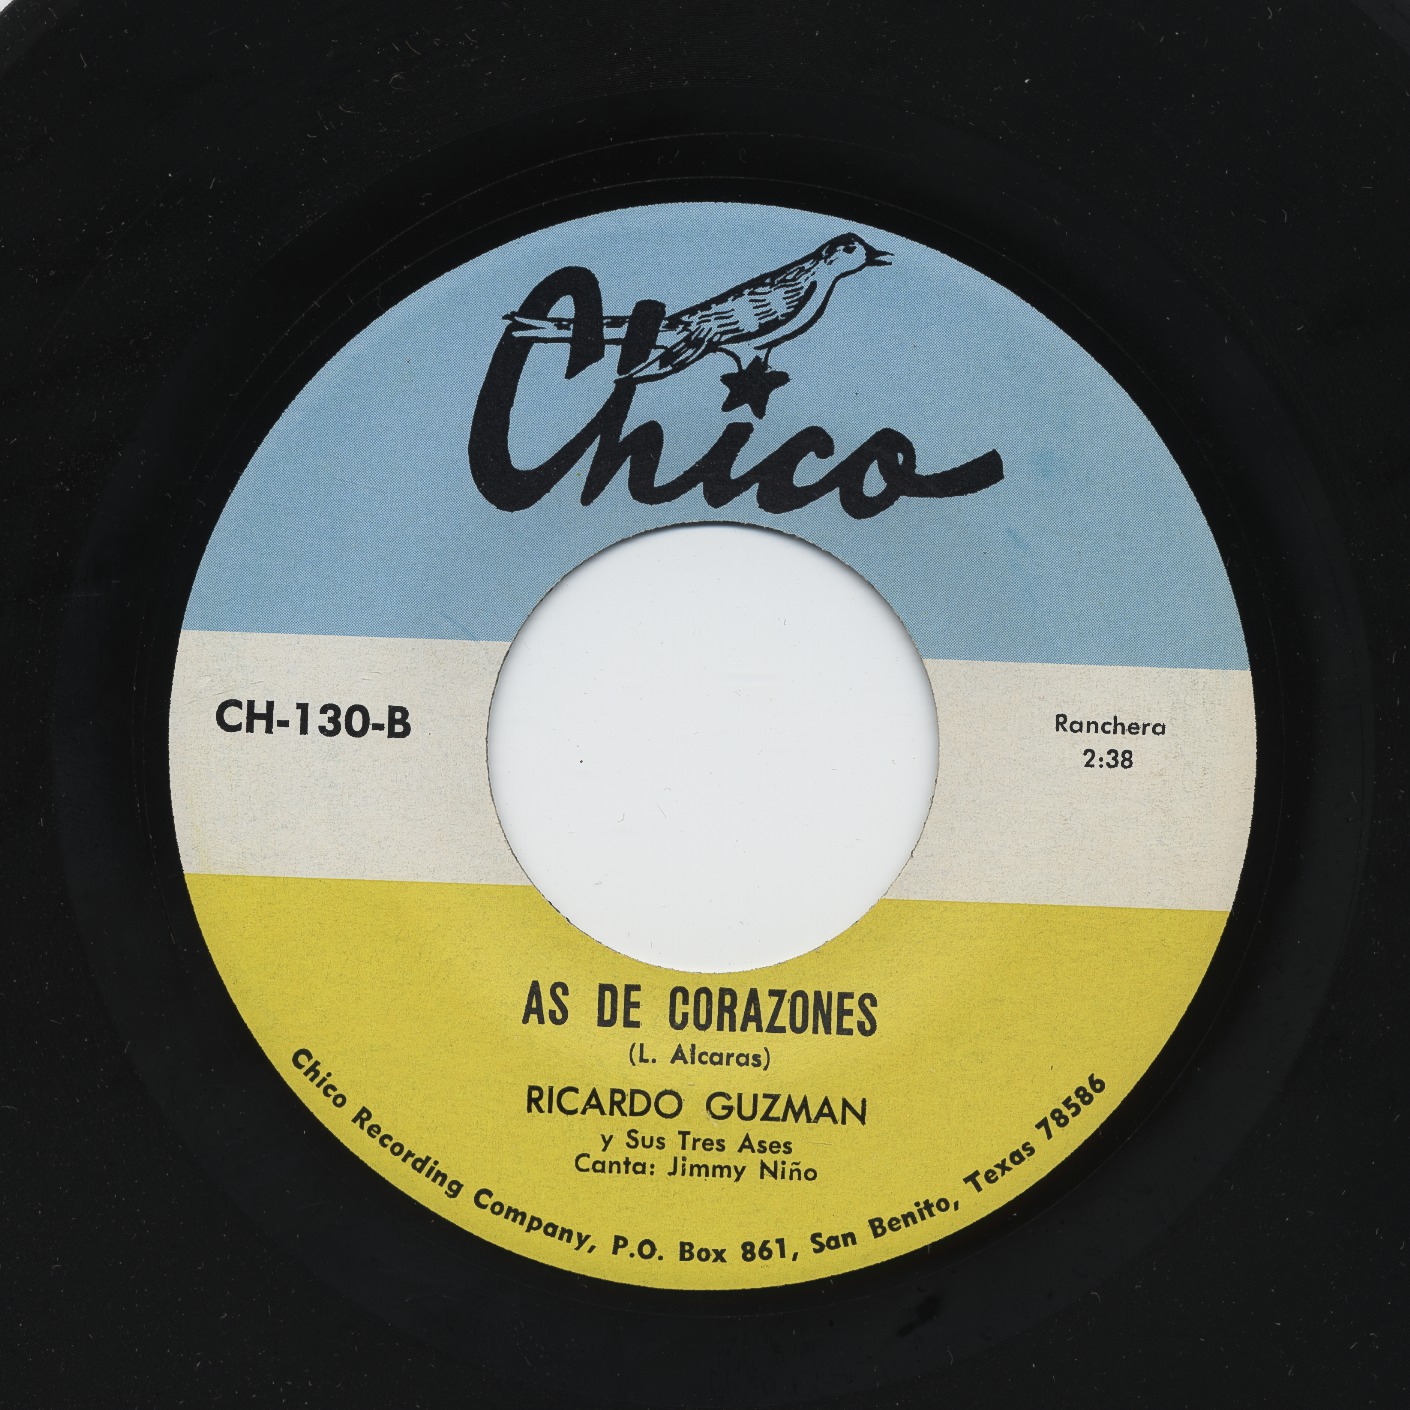 Chico
CH-130-B
Ranchera
2:38
AS DE CORAZONES
(L. Alcaras)
RICARDO GUZMAN
y Sus Tres Ases
Canta: Jimmy Niño
Chico Recording Company, P.O. Box 861, San Benito, Texas 78586